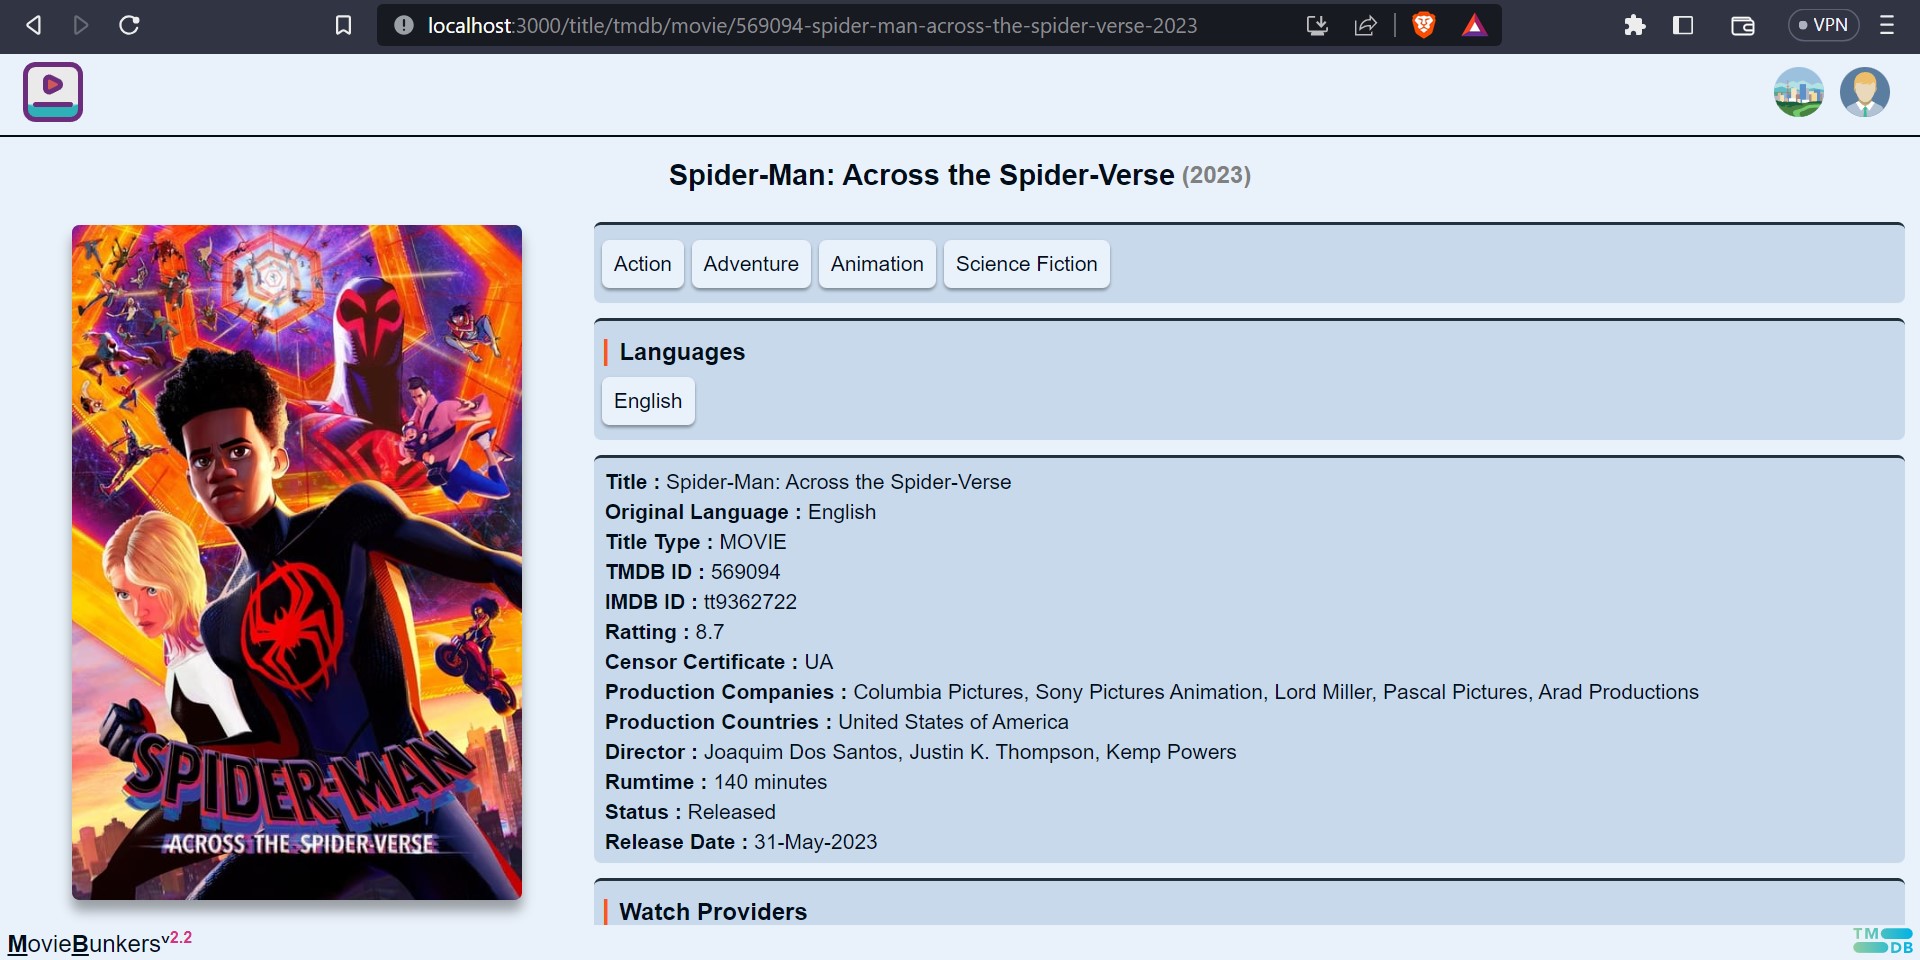 localhost:3000/title/tmdb/movie/569094-spider-man-across-the-spider-verse-2023
VPN
Spider-Man: Across the Spider-Verse (2023)
SPIDER-MAN
ACROSS THE SPIDER-VERSE
Action Adventure Animation Science Fiction
Languages
English
Title : Spider-Man: Across the Spider-Verse
Original Language : English
Title Type : MOVIE
TMDB ID : 569094
IMDB ID : tt9362722
Ratting : 8.7
Censor Certificate : UA
Production Companies : Columbia Pictures, Sony Pictures Animation, Lord Miller, Pascal Pictures, Arad Productions
Production Countries : United States of America
Director : Joaquim Dos Santos, Justin K. Thompson, Kemp Powers
Rumtime : 140 minutes
Status : Released
Release Date : 31-May-2023
Watch Providers
MovieBunkersv2.2
TM
DB